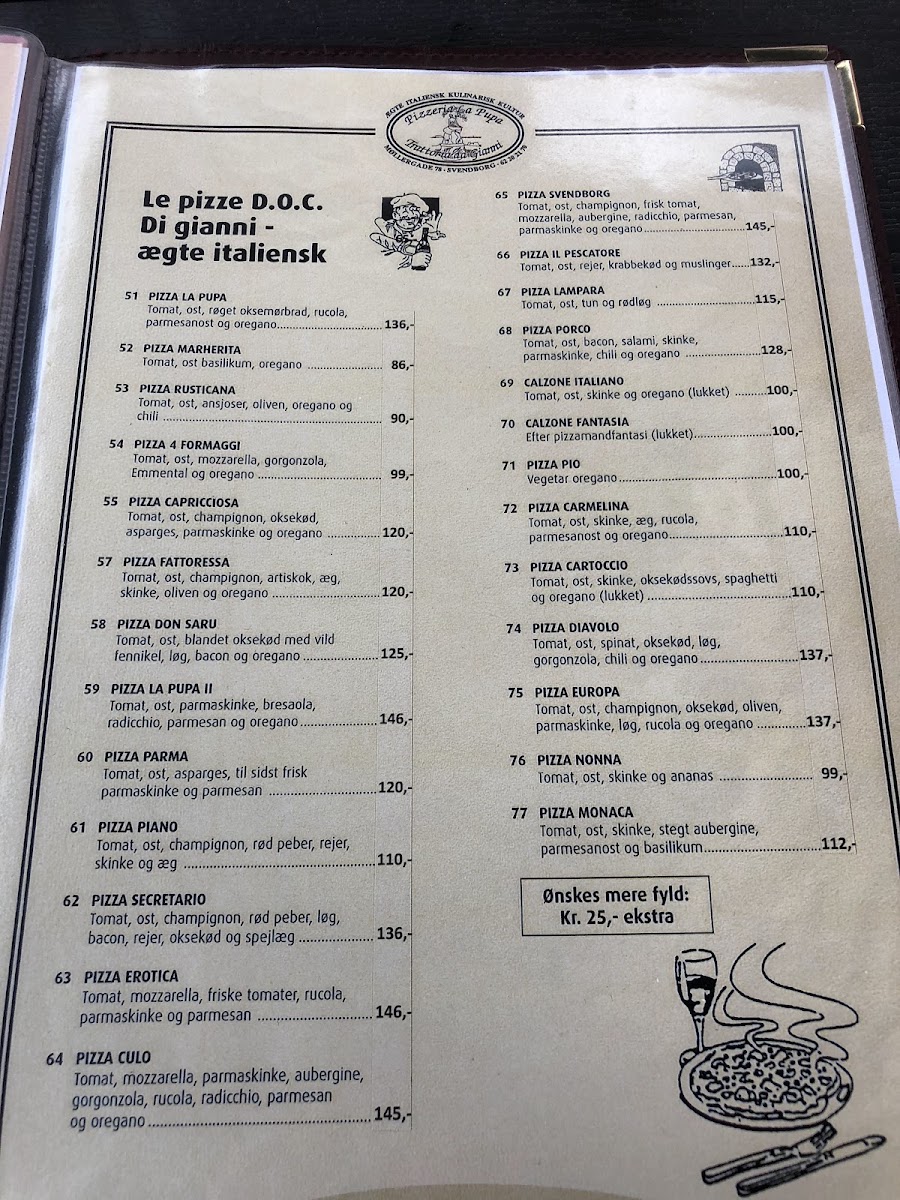 ÆGTE ITALIENSK KULINARISK KULTUR
Pizzeria La Pupa
Trattoria da Gianni
MØLLERGADE 78 · SVENDBORG · 62 20 21 70
Le pizze D.O.C.
Di gianni -
ægte italiensk
51 PIZZA LA PUPA
Tomat, ost, røget oksemørbrad, rucola,
parmesanost og oregano 136,-
52 PIZZA MARHERITA
Tomat, ost basilikum, oregano 86,-
53 PIZZA RUSTICANA
Tomat, ost, ansjoser, oliven, oregano og
chili 90,-
54 PIZZA 4 FORMAGGI
Tomat, ost, mozzarella, gorgonzola,
Emmental og oregano 99,-
55 PIZZA CAPRICCIOSA
Tomat, ost, champignon, oksekød,
asparges, parmaskinke og oregano 120,-
57 PIZZA FATTORESSA
Tomat, ost, champignon, artiskok, æg,
skinke, oliven og oregano 120,-
58 PIZZA DON SARU
Tomat, ost, blandet oksekød med vild
fennikel, løg, bacon og oregano 125,-
59 PIZZA LA PUPA II
Tomat, ost, parmaskinke, bresaola,
radicchio, parmesan og oregano 146,-
60 PIZZA PARMA
Tomat, ost, asparges, til sidst frisk
parmaskinke og parmesan 120,-
61 PIZZA PIANO
Tomat, ost, champignon, rød peber, rejer,
skinke og æg 110,-
62 PIZZA SECRETARIO
Tomat, ost, champignon, rød peber, løg,
bacon, rejer, oksekød og spejlæg 136,-
63 PIZZA EROTICA
Tomat, mozzarella, friske tomater, rucola,
parmaskinke og parmesan 146,-
64 PIZZA CULO
Tomat, mozzarella, parmaskinke, aubergine,
gorgonzola, rucola, radicchio, parmesan
og oregano 145,-
65 PIZZA SVENDBORG
Tomat, ost, champignon, frisk tomat,
mozzarella, aubergine, radicchio, parmesan,
parmaskinke og oregano 145,-
66 PIZZA IL PESCATORE
Tomat, ost, rejer, krabbekød og muslinger 132,-
67 PIZZA LAMPARA
Tomat, ost, tun og rødløg 115,-
68 PIZZA PORCO
Tomat, ost, bacon, salami, skinke,
parmaskinke, chili og oregano 128,-
69 CALZONE ITALIANO
Tomat, ost, skinke og oregano (lukket) 100,-
70 CALZONE FANTASIA
Efter pizzamandfantasi (lukket) 100,-
71 PIZZA PIO
Vegetar oregano 100,-
72 PIZZA CARMELINA
Tomat, ost, skinke, æg, rucola,
parmesanost og oregano 110,-
73 PIZZA CARTOCCIO
Tomat, ost, skinke, oksekødssovs, spaghetti
og oregano (lukket) 110,-
74 PIZZA DIAVOLO
Tomat, ost, spinat, oksekød, løg,
gorgonzola, chili og oregano 137,-
75 PIZZA EUROPA
Tomat, ost, champignon, oksekød, oliven,
parmaskinke, løg, rucola og oregano 137,-
76 PIZZA NONNA
Tomat, ost, skinke og ananas 99,-
77 PIZZA MONACA
Tomat, ost, skinke, stegt aubergine,
parmesanost og basilikum 112,-
Ønskes mere fyld:
Kr. 25,- ekstra